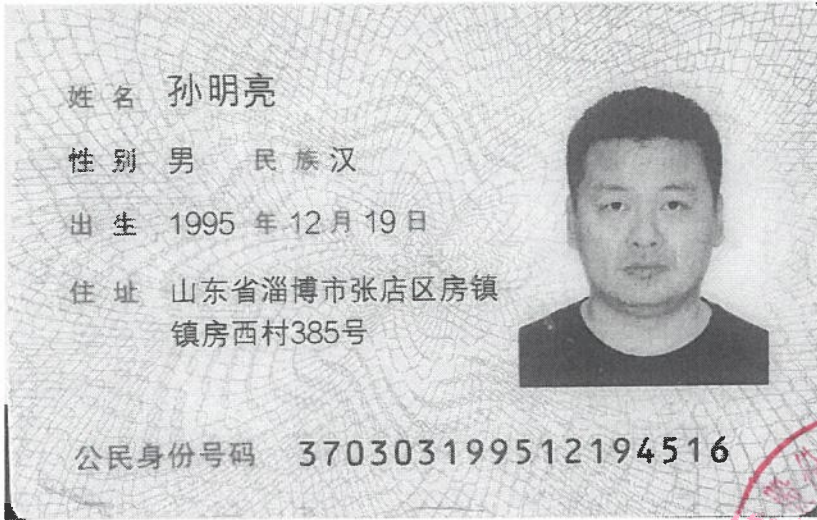 姓名 孙明亮
性别 男 民族 汉
出生 1995 年 12 月 19 日
住址 山东省淄博市张店区房镇
镇房西村385号
公民身份号码 370303199512194516